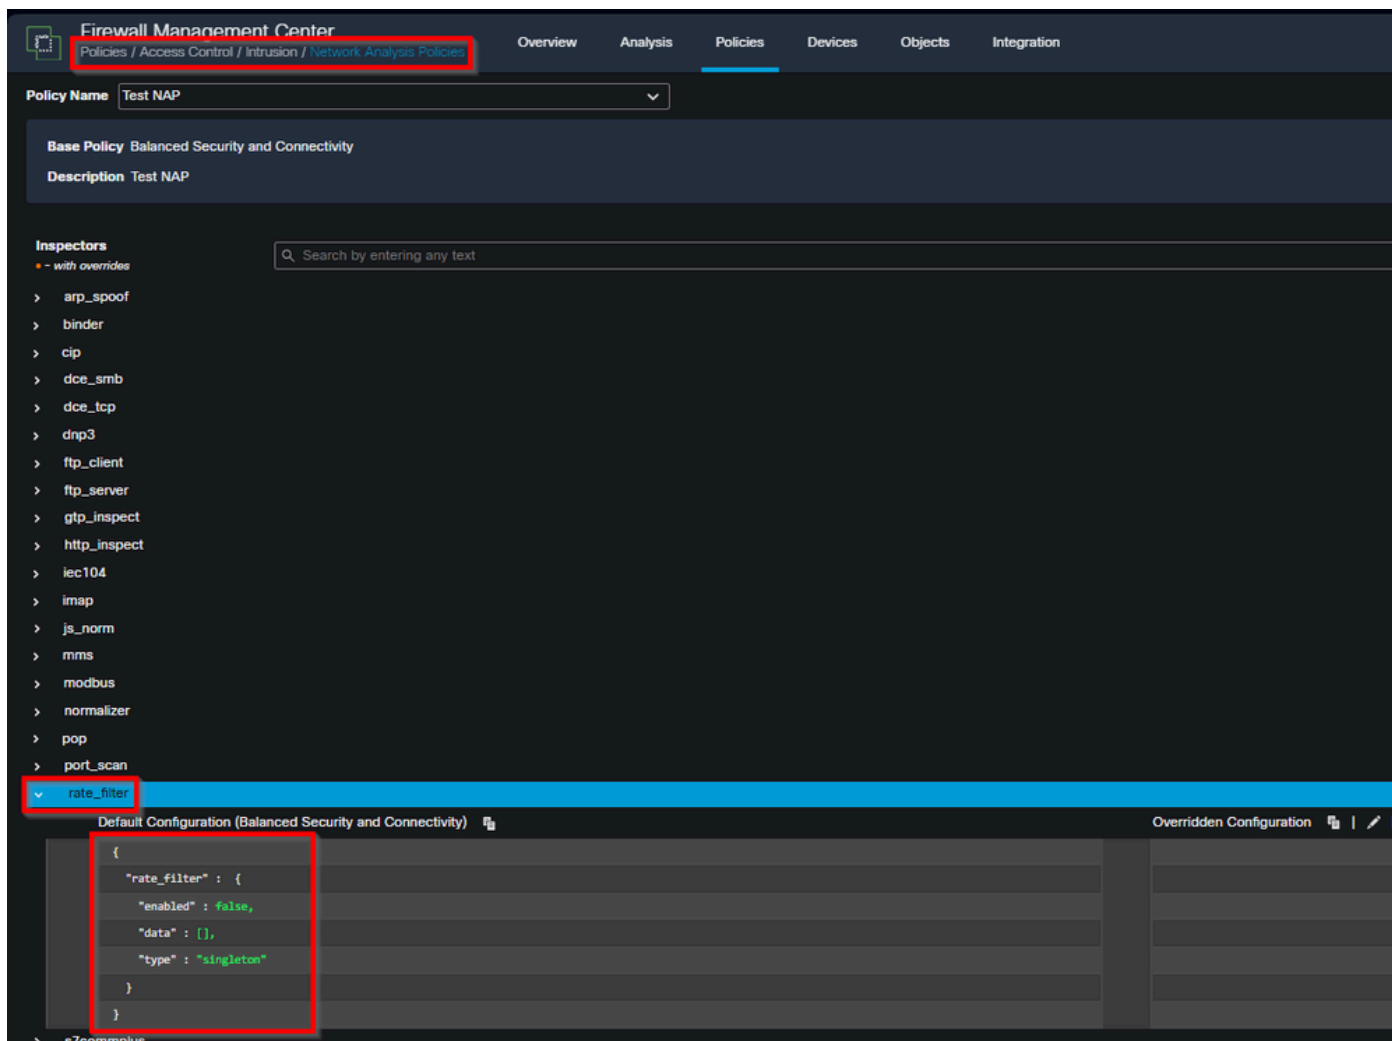 Firewall Management Center
Policies / Access Control / Intrusion / Network Analysis Policies
Overview Analysis Policies Devices Objects Integration
Policy Name Test NAP
Base Policy Balanced Security and Connectivity
Description Test NAP
Inspectors
- with overrides
Search by entering any text
arp_spoof
binder
cip
dce_smb
dce_tcp
dnp3
ftp_client
ftp_server
gtp_inspect
http_inspect
iec104
imap
js_norm
mms
modbus
normalizer
pop
port_scan
rate_filter
Default Configuration (Balanced Security and Connectivity) Overridden Configuration |
{
"rate_filter" : {
"enabled" : false,
"data" : [],
"type" : "singleton"
}
}
s7commplus